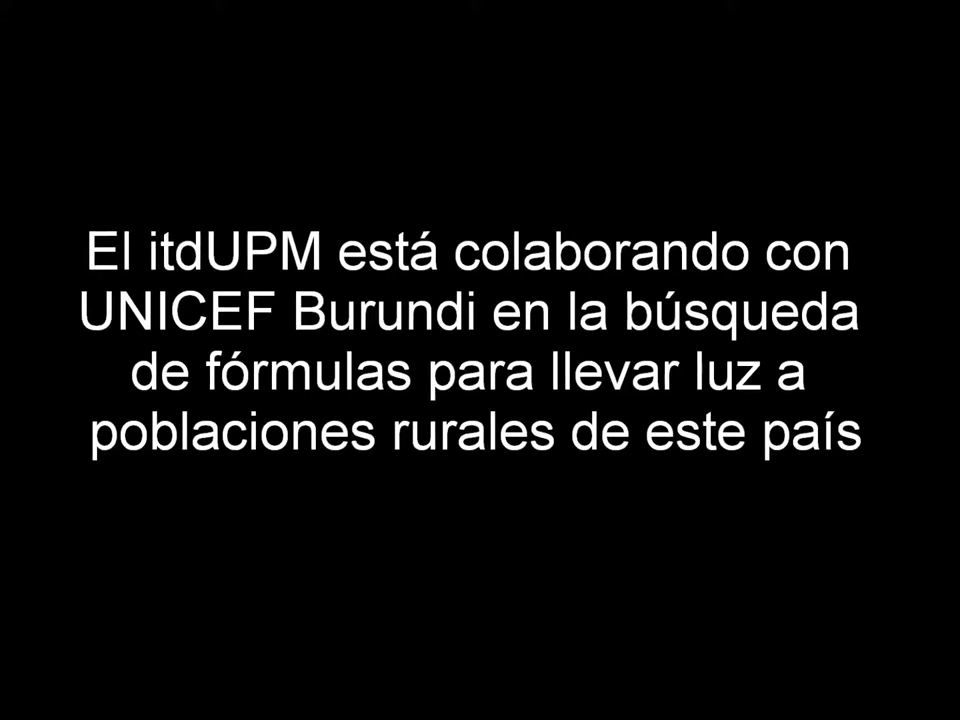 El itdUPM está colaborando con
UNICEF Burundi en la búsqueda
de fórmulas para llevar luz a
poblaciones rurales de este país